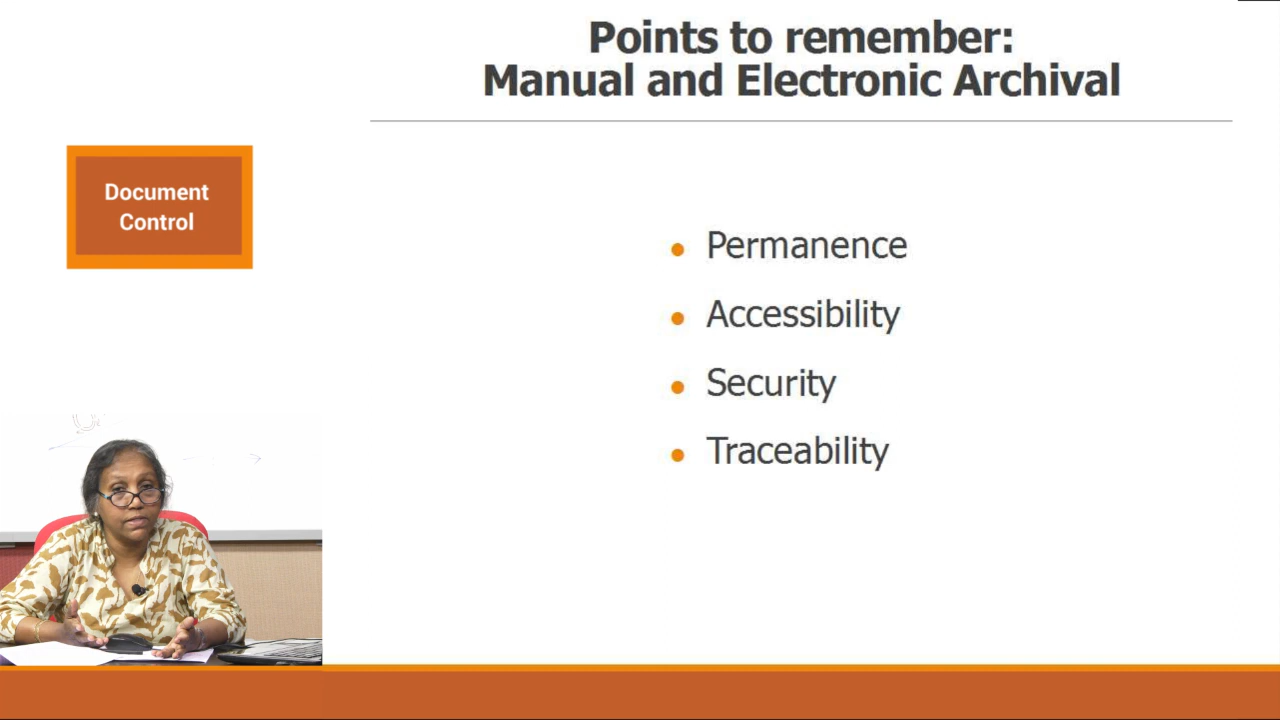 Points to remember:
Manual and Electronic Archival
Document
Control
• Permanence
• Accessibility
• Security
• Traceability